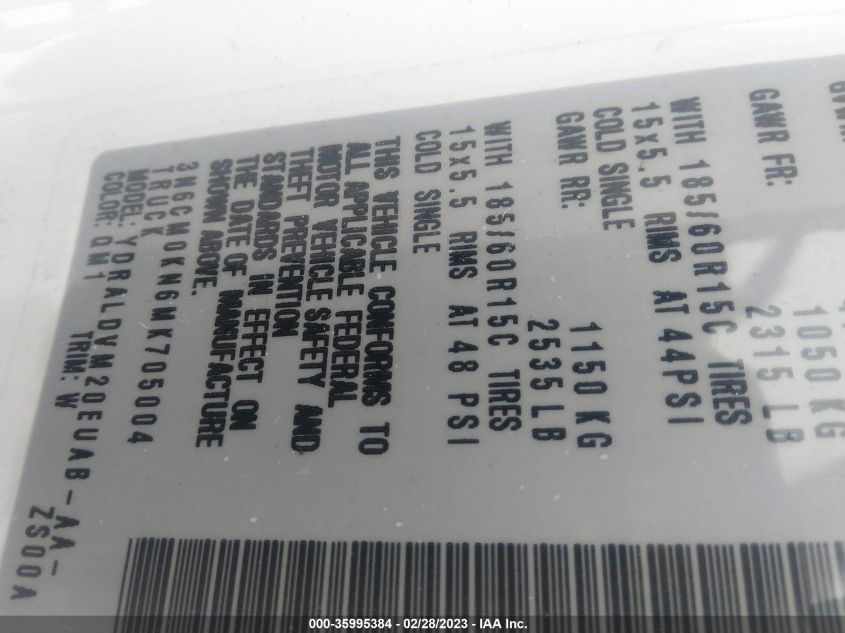 GAWR FR: 1050 KG
2315 LB
WITH 185/60R15C TIRES
15x5.5 RIMS AT 44PSI
COLD SINGLE
GAWR RR: 1150 KG
2535 LB
WITH 185/60R15C TIRES
15x5.5 RIMS AT 48 PSI
COLD SINGLE
THIS VEHICLE CONFORMS TO
ALL APPLICABLE FEDERAL
MOTOR VEHICLE SAFETY AND
THEFT PREVENTION
STANDARDS IN EFFECT ON
THE DATE OF MANUFACTURE
SHOWN ABOVE.
3N6CM0KN6MK705004
TRUCK
MODEL: YDRALDVM20EUAB-AA-
ZS00A
COLOR: QM1 TRIM: W
000-35995384 / 02/28/2023 - IAA Inc.